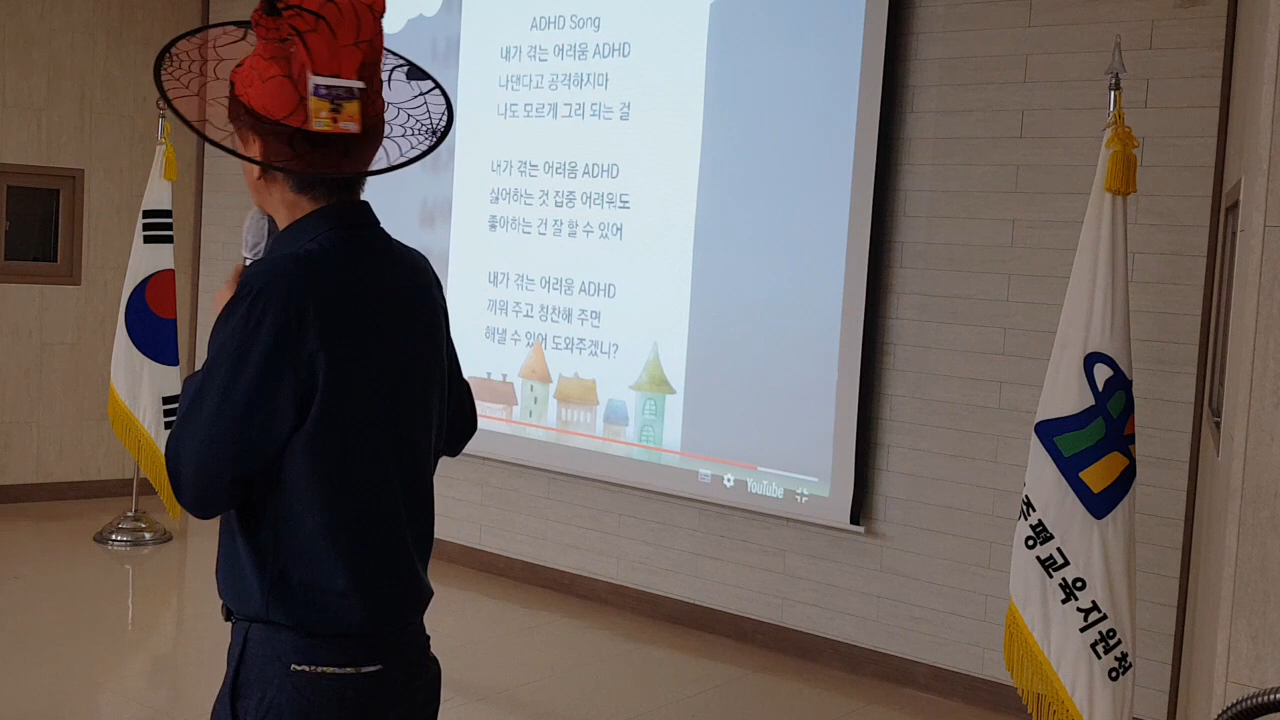 ADHD Song
내가 겪는 어려움 ADHD
나댄다고 공격하지마
나도 모르게 그리 되는 걸
내가 겪는 어려움 ADHD
싫어하는 것 집중 어려워도
좋아하는 건 잘 할 수 있어
내가 겪는 어려움 ADHD
끼워 주고 칭찬해 주면
해낼 수 있어 도와주겠니?
YouTube
평교육지원청